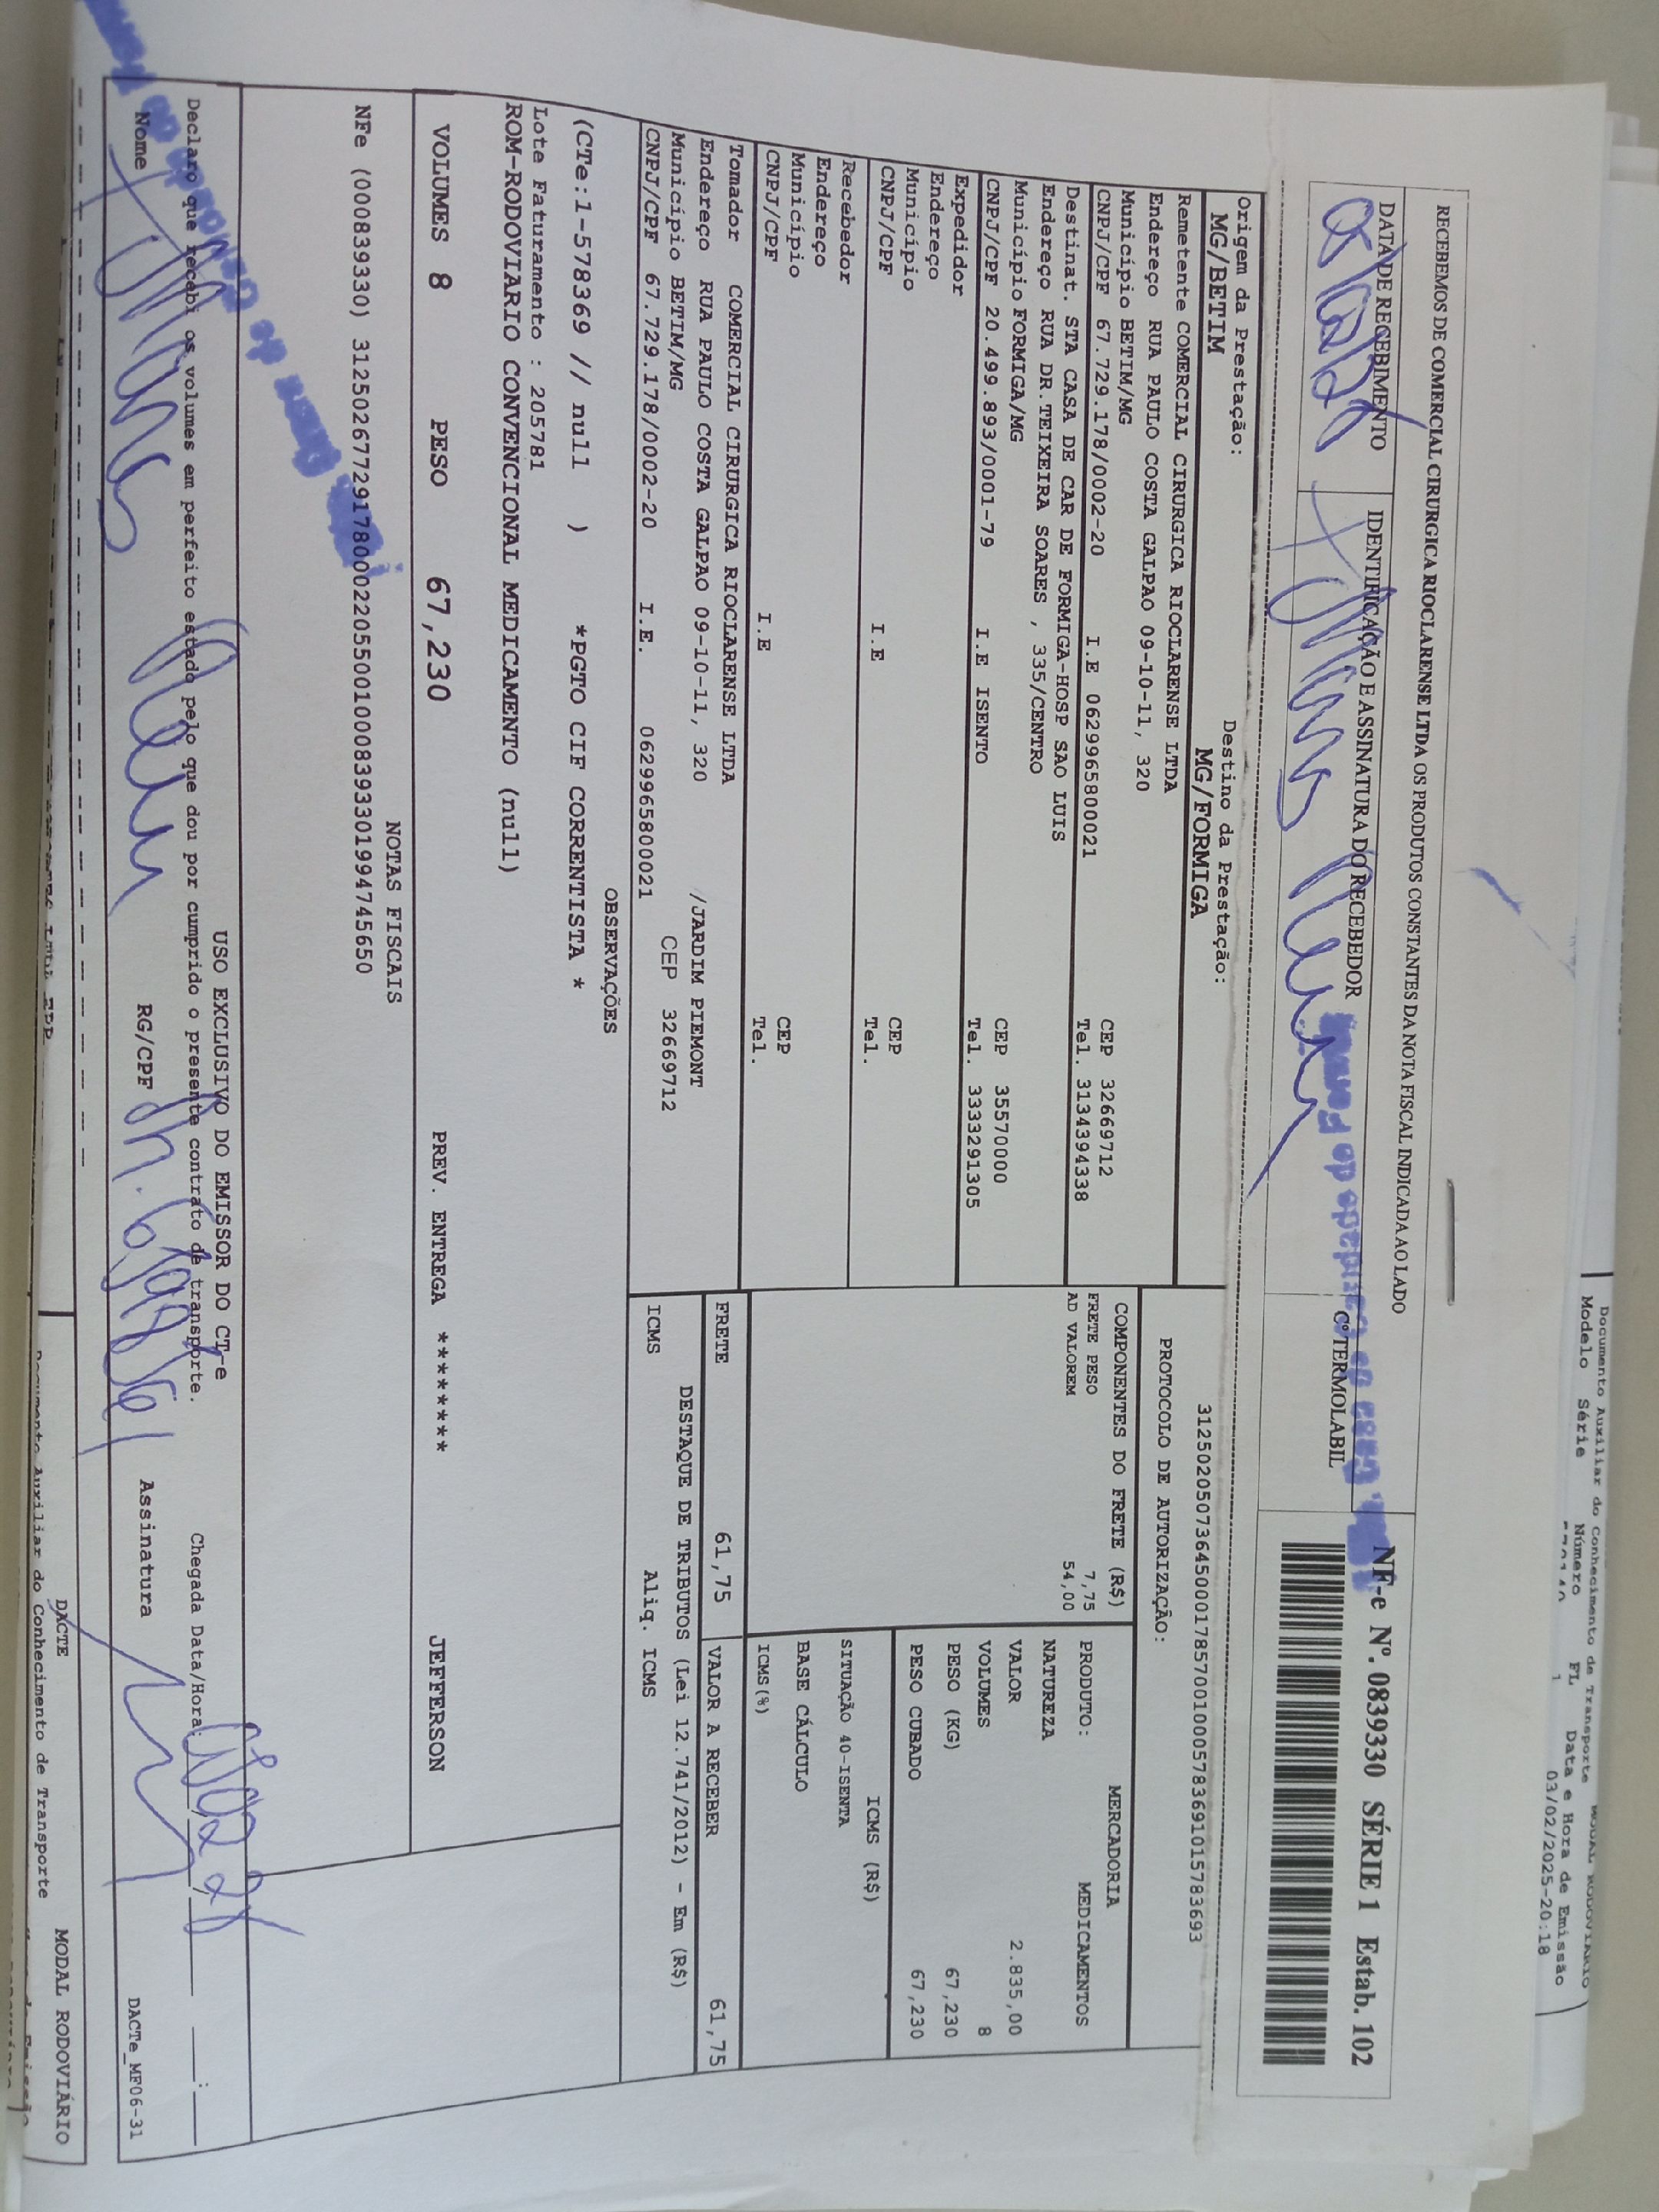 Documento Auxiliar do Conhecimento de Transporte MODAL RODOVIÁRIO
Modelo Série Número FL Data e Hora de Emissão
1 03/02/2025-20:18
RECEBEMOS DE COMERCIAL CIRURGICA RIOCLARENSE LTDA OS PRODUTOS CONSTANTES DA NOTA FISCAL INDICADA AO LADO
DATA DE RECEBIMENTO
IDENTIFICAÇÃO E ASSINATURA DO RECEBEDOR
Cº TERMOLABIL
NF-e Nº. 0839330 SÉRIE 1 Estab. 102
Santa Casa de Caridade de Formiga
Origem da Prestação: Destino da Prestação:
MG/BETIM MG/FORMIGA
31250205073645000178570010005783691015783693
PROTOCOLO DE AUTORIZAÇÃO:
Remetente COMERCIAL CIRURGICA RIOCLARENSE LTDA
Endereço RUA PAULO COSTA GALPAO 09-10-11, 320
Município BETIM/MG CEP 32669712
CNPJ/CPF 67.729.178/0002-20 I.E 0629965800021 Tel. 3134394338
Destinat. STA CASA DE CAR DE FORMIGA-HOSP SAO LUIS
Endereço RUA DR.TEIXEIRA SOARES , 335/CENTRO
Município FORMIGA/MG CEP 35570000
CNPJ/CPF 20.499.893/0001-79 I.E ISENTO Tel. 3333291305
Expedidor
Endereço
Município CEP
CNPJ/CPF I.E Tel.
Recebedor
Endereço
Município CEP
CNPJ/CPF I.E Tel.
COMPONENTES DO FRETE (R$)
FRETE PESO 7,75
AD VALOREM 54,00
MERCADORIA
PRODUTO: MEDICAMENTOS
NATUREZA
VALOR 2.835,00
VOLUMES 8
PESO (KG) 67,230
PESO CUBADO 67,230
ICMS (R$)
SITUAÇÃO 40-ISENTA
BASE CÁLCULO
ICMS(%)
Tomador COMERCIAL CIRURGICA RIOCLARENSE LTDA
Endereço RUA PAULO COSTA GALPAO 09-10-11, 320 /JARDIM PIEMONT
Município BETIM/MG CEP 32669712
CNPJ/CPF 67.729.178/0002-20 I.E. 0629965800021
FRETE 61,75 VALOR A RECEBER 61,75
DESTAQUE DE TRIBUTOS (Lei 12.741/2012) - Em (R$)
ICMS Aliq. ICMS
OBSERVAÇÕES
(CTe:1-578369 // null ) *PGTO CIF CORRENTISTA *
Lote Faturamento : 205781
ROM-RODOVIARIO CONVENCIONAL MEDICAMENTO (null)
VOLUMES 8 PESO 67,230 PREV. ENTREGA ******* JEFFERSON
NOTAS FISCAIS
NFe (000839330) 31250267729178000220550010008393301994745650
USO EXCLUSIVO DO EMISSOR DO CT-e
Declaro que recebi os volumes em perfeito estado pelo que dou por cumprido o presente contrato de transporte. Chegada Data/Hora:
Nome RG/CPF Assinatura
DACTe_MF06-31
DACTE MODAL RODOVIÁRIO
Documento Auxiliar do Conhecimento de Transporte